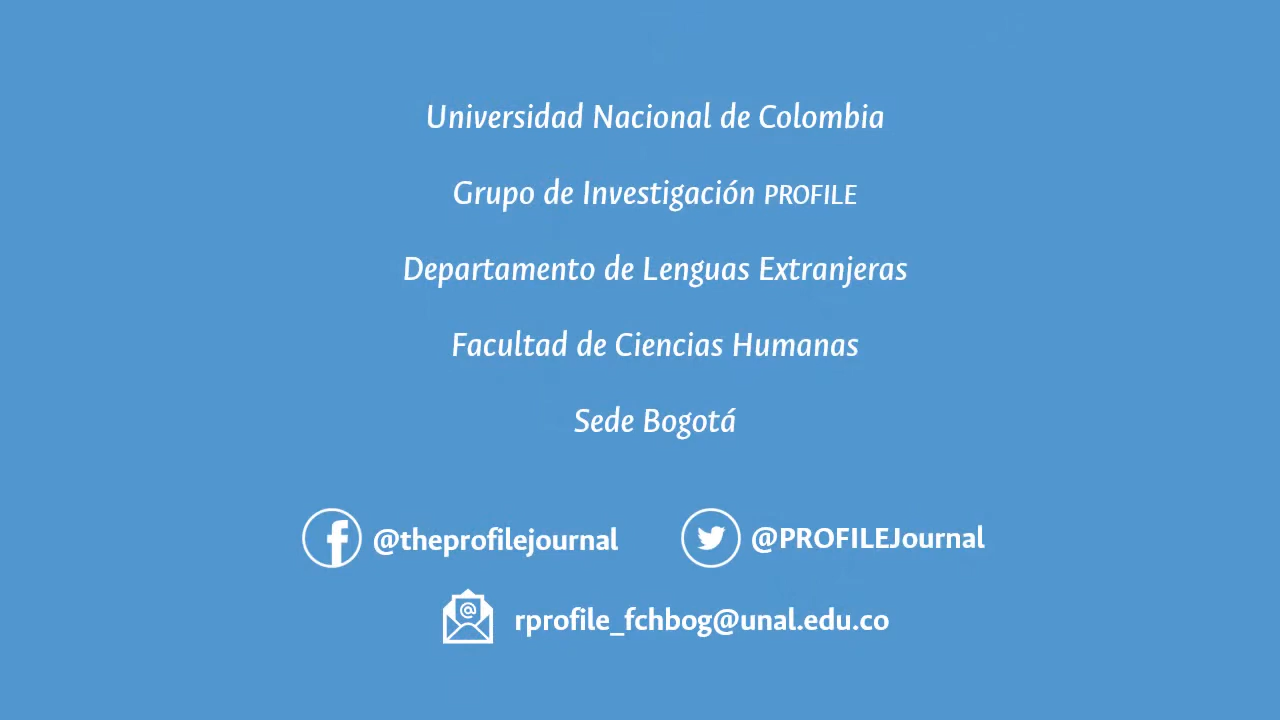 Universidad Nacional de Colombia
Grupo de Investigación PROFILE
Departamento de Lenguas Extranjeras
Facultad de Ciencias Humanas
Sede Bogotá
@theprofilejournal @PROFILEJournal
rprofile_fchbog@unal.edu.co